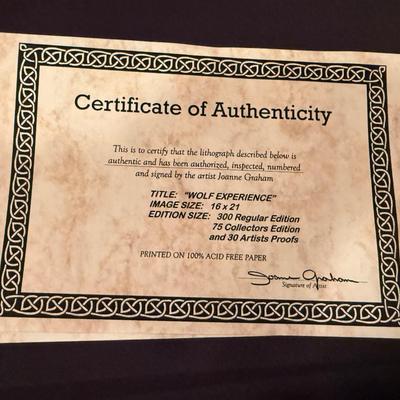 Certificate of Authenticity
This is to certify that the lithograph described below is
authentic and has been authorized, inspected, numbered
and signed by the artist Joanne Graham
TITLE: "WOLF EXPERIENCE"
IMAGE SIZE: 16 x 21
EDITION SIZE: 300 Regular Edition
75 Collectors Edition
and 30 Artists Proofs
PRINTED ON 100% ACID FREE PAPER
Joanne Graham
Signature of Artist